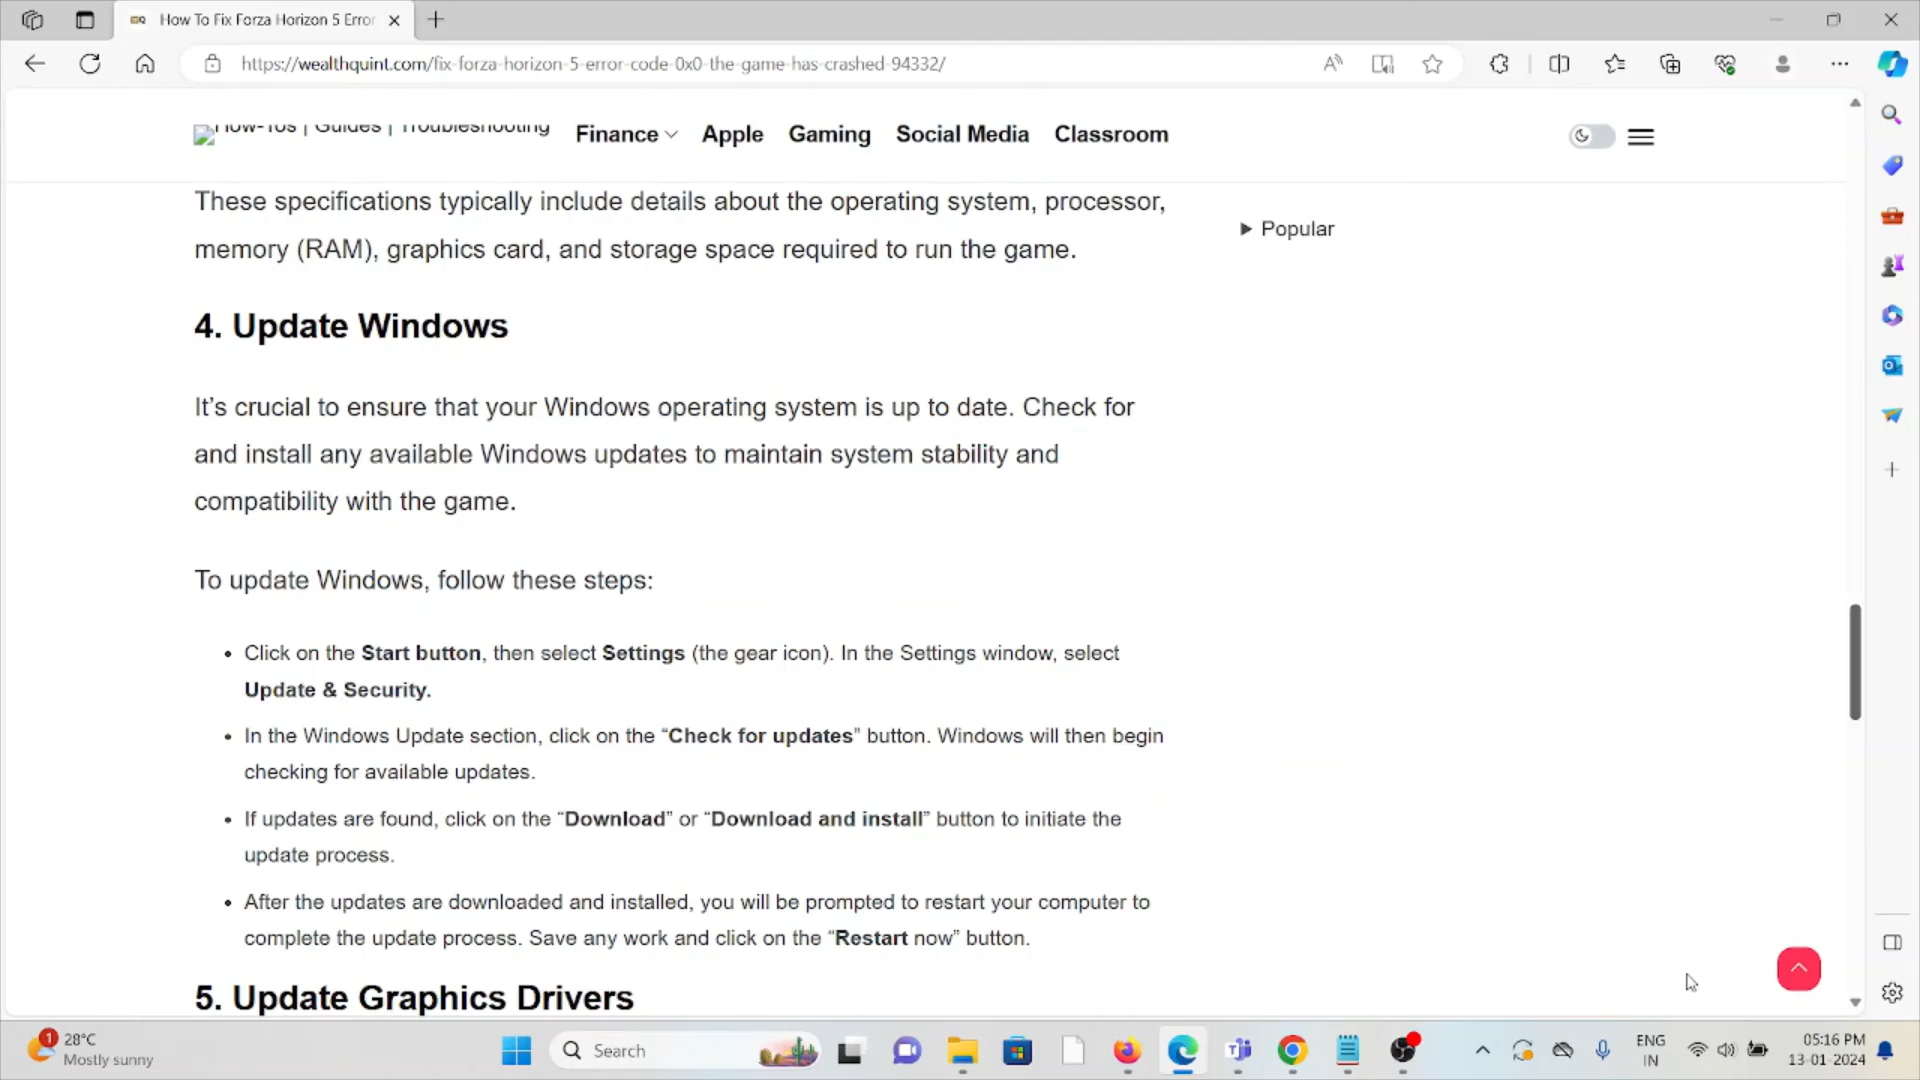 How To Fix Forza Horizon 5 Error
https://wealthquint.com/fix-forza-horizon-5-error-code-0x0-the-game-has-crashed-94332/
How-Tos | Guides | Troubleshooting
Finance
Apple
Gaming
Social Media
Classroom
These specifications typically include details about the operating system, processor,
memory (RAM), graphics card, and storage space required to run the game.
Popular
4. Update Windows
It’s crucial to ensure that your Windows operating system is up to date. Check for
and install any available Windows updates to maintain system stability and
compatibility with the game.
To update Windows, follow these steps:
• Click on the Start button, then select Settings (the gear icon). In the Settings window, select
Update & Security.
• In the Windows Update section, click on the “Check for updates” button. Windows will then begin
checking for available updates.
• If updates are found, click on the “Download” or “Download and install” button to initiate the
update process.
• After the updates are downloaded and installed, you will be prompted to restart your computer to
complete the update process. Save any work and click on the “Restart now” button.
5. Update Graphics Drivers
1
28°C
Mostly sunny
Search
ENG
IN
05:16 PM
13-01-2024